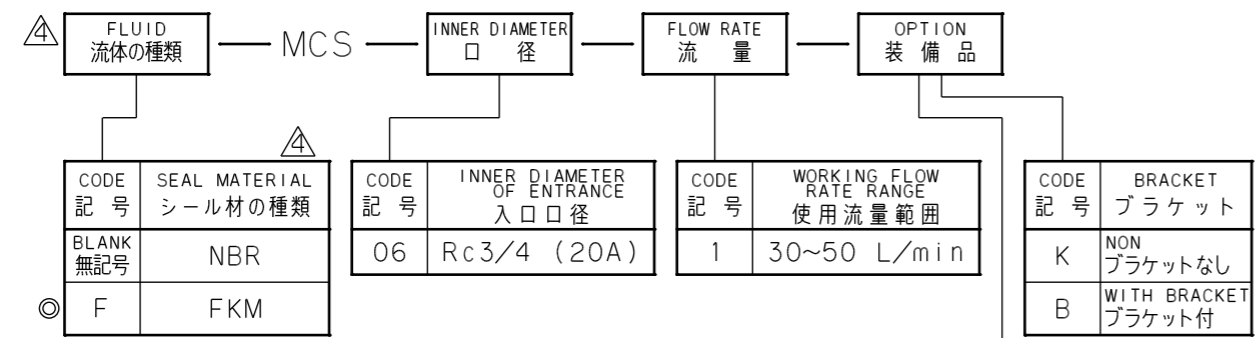 4
FLUID
流体の種類
MCS
INNER DIAMETER
口 径
FLOW RATE
流 量
OPTION
装 備 品
4
CODE
記 号
SEAL MATERIAL
シール材の種類
BLANK
無記号
NBR
◎
F
FKM
CODE
記 号
INNER DIAMETER
OF ENTRANCE
入口口径
06
Rc3/4 (20A)
CODE
記 号
WORKING FLOW
RATE RANGE
使用流量範囲
1
30~50 L/min
CODE
記 号
BRACKET
ブラケット
K
NON
ブラケットなし
B
WITH BRACKET
ブラケット付